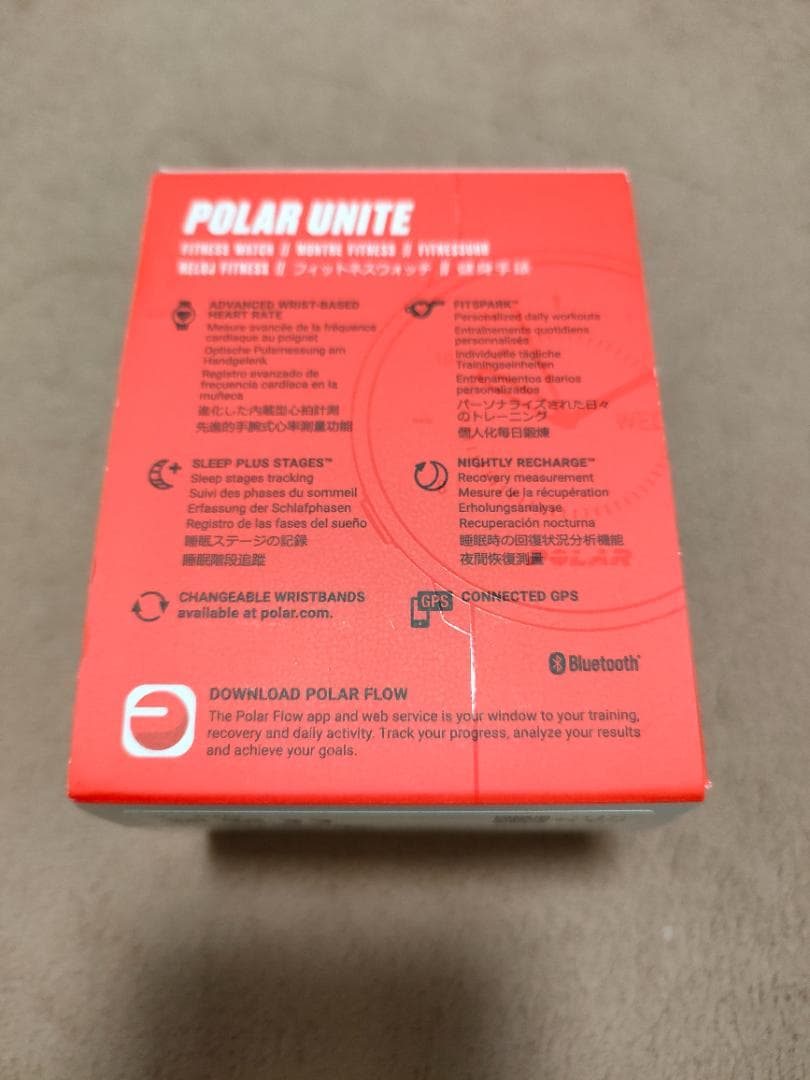 POLAR UNITE
FITNESS WATCH // MONTRE FITNESS // FITNESSUHR
RELOJ FITNESS // フィットネスウォッチ // 健身手錶
ADVANCED WRIST-BASED
HEART RATE
Mesure avancée de la fréquence
cardiaque au poignet
Optische Pulsmessung am
Handgelenk
Registro avanzado de
frecuencia cardíaca en la
muñeca
進化した内蔵型心拍計測
先進的手腕式心率測量功能
FITSPARK™
Personalized daily workouts
Entraînements quotidiens
personnalisés
Individuelle tägliche
Trainingseinheiten
Entrenamientos diarios
personalizados
パーソナライズされた日々
のトレーニング
個人化每日鍛煉
WED
SLEEP PLUS STAGES™
Sleep stages tracking
Suivi des phases du sommeil
Erfassung der Schlafphasen
Registro de las fases del sueño
睡眠ステージの記録
睡眠階段追蹤
NIGHTLY RECHARGE™
Recovery measurement
Mesure de la récupération
Erholungsanalyse
Recuperación nocturna
睡眠時の回復状況分析機能
夜間恢復測量
POLAR
CHANGEABLE WRISTBANDS
available at polar.com.
GPS
CONNECTED GPS
Bluetooth®
DOWNLOAD POLAR FLOW
The Polar Flow app and web service is your window to your training,
recovery and daily activity. Track your progress, analyze your results
and achieve your goals.